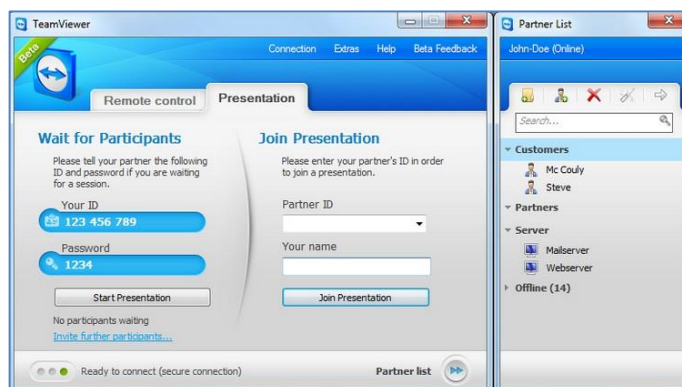 TeamViewer
Beta
Connection Extras Help Beta Feedback
Remote control Presentation
Wait for Participants
Please tell your partner the following
ID and password if you are waiting
for a session.
Your ID
123 456 789
Password
1234
Start Presentation
No participants waiting
Invite further participants...
Join Presentation
Please enter your partner's ID in order
to join a presentation.
Partner ID
Your name
Join Presentation
Ready to connect (secure connection)
Partner list
Partner List
John-Doe (Online)
Search...
Customers
Mc Couly
Steve
Partners
Server
Mailserver
Webserver
Offline (14)